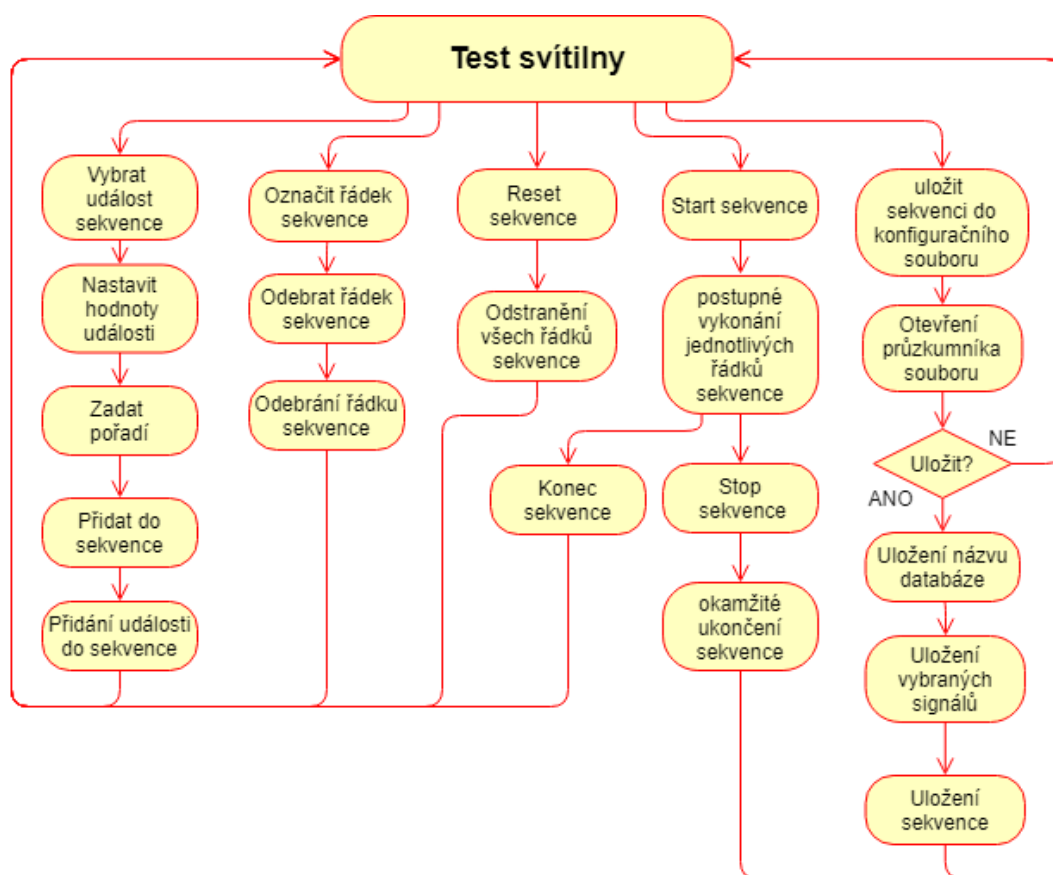 Test svítilny
Vybrat
událost
sekvence
Nastavit
hodnoty
události
Zadat
pořadí
Přidat do
sekvence
Přidání události
do sekvence
Označit řádek
sekvence
Odebrat řádek
sekvence
Odebrání řádku
sekvence
Reset
sekvence
Odstranění
všech řádků
sekvence
Start sekvence
postupné
vykonání
jednotlivých
řádků
sekvence
Konec
sekvence
Stop
sekvence
okamžité
ukončení
sekvence
uložit
sekvenci do
konfiguračního
souboru
Otevření
průzkumníka
souboru
Uložit?
NE
ANO
Uložení názvu
databáze
Uložení
vybraných
signálů
Uložení
sekvence